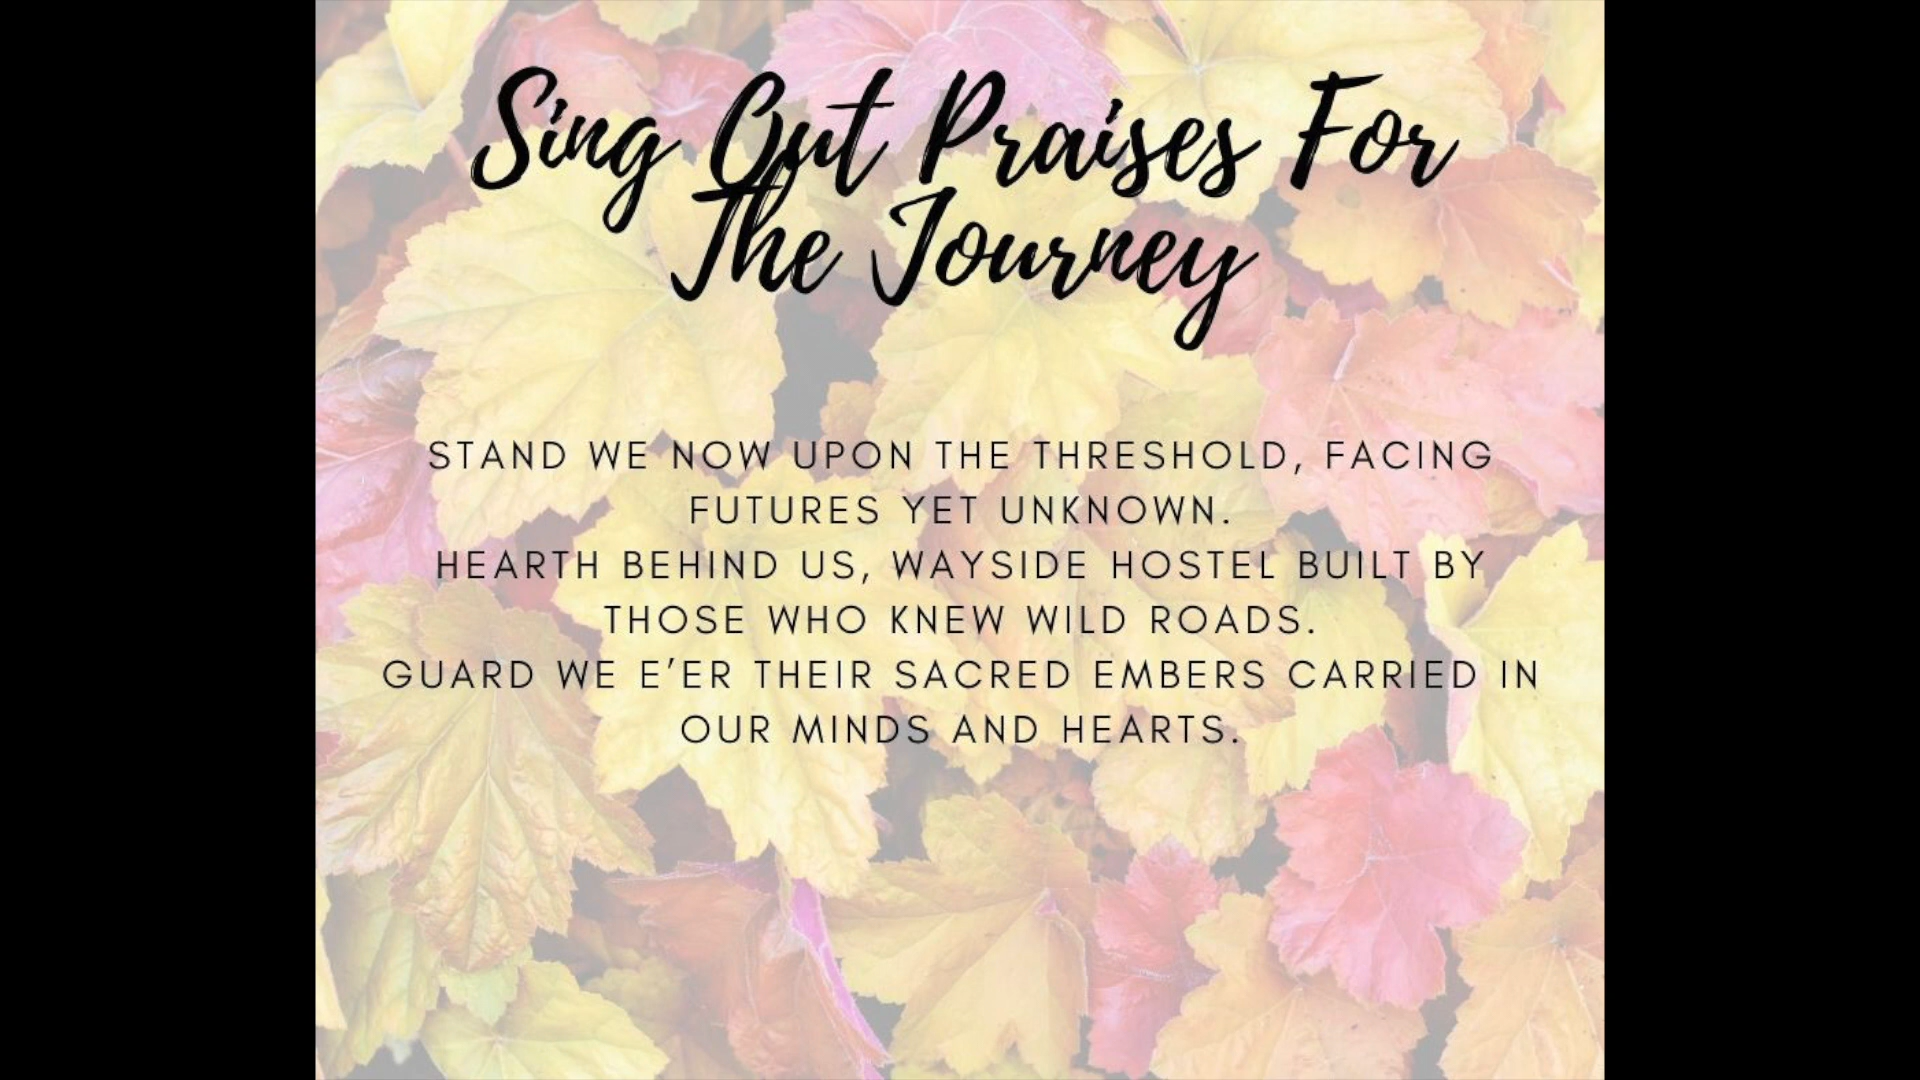 Sing Out Praises For
The Journey
STAND WE NOW UPON THE THRESHOLD, FACING
FUTURES YET UNKNOWN.
HEARTH BEHIND US, WAYSIDE HOSTEL BUILT BY
THOSE WHO KNEW WILD ROADS.
GUARD WE E’ER THEIR SACRED EMBERS CARRIED IN
OUR MINDS AND HEARTS.